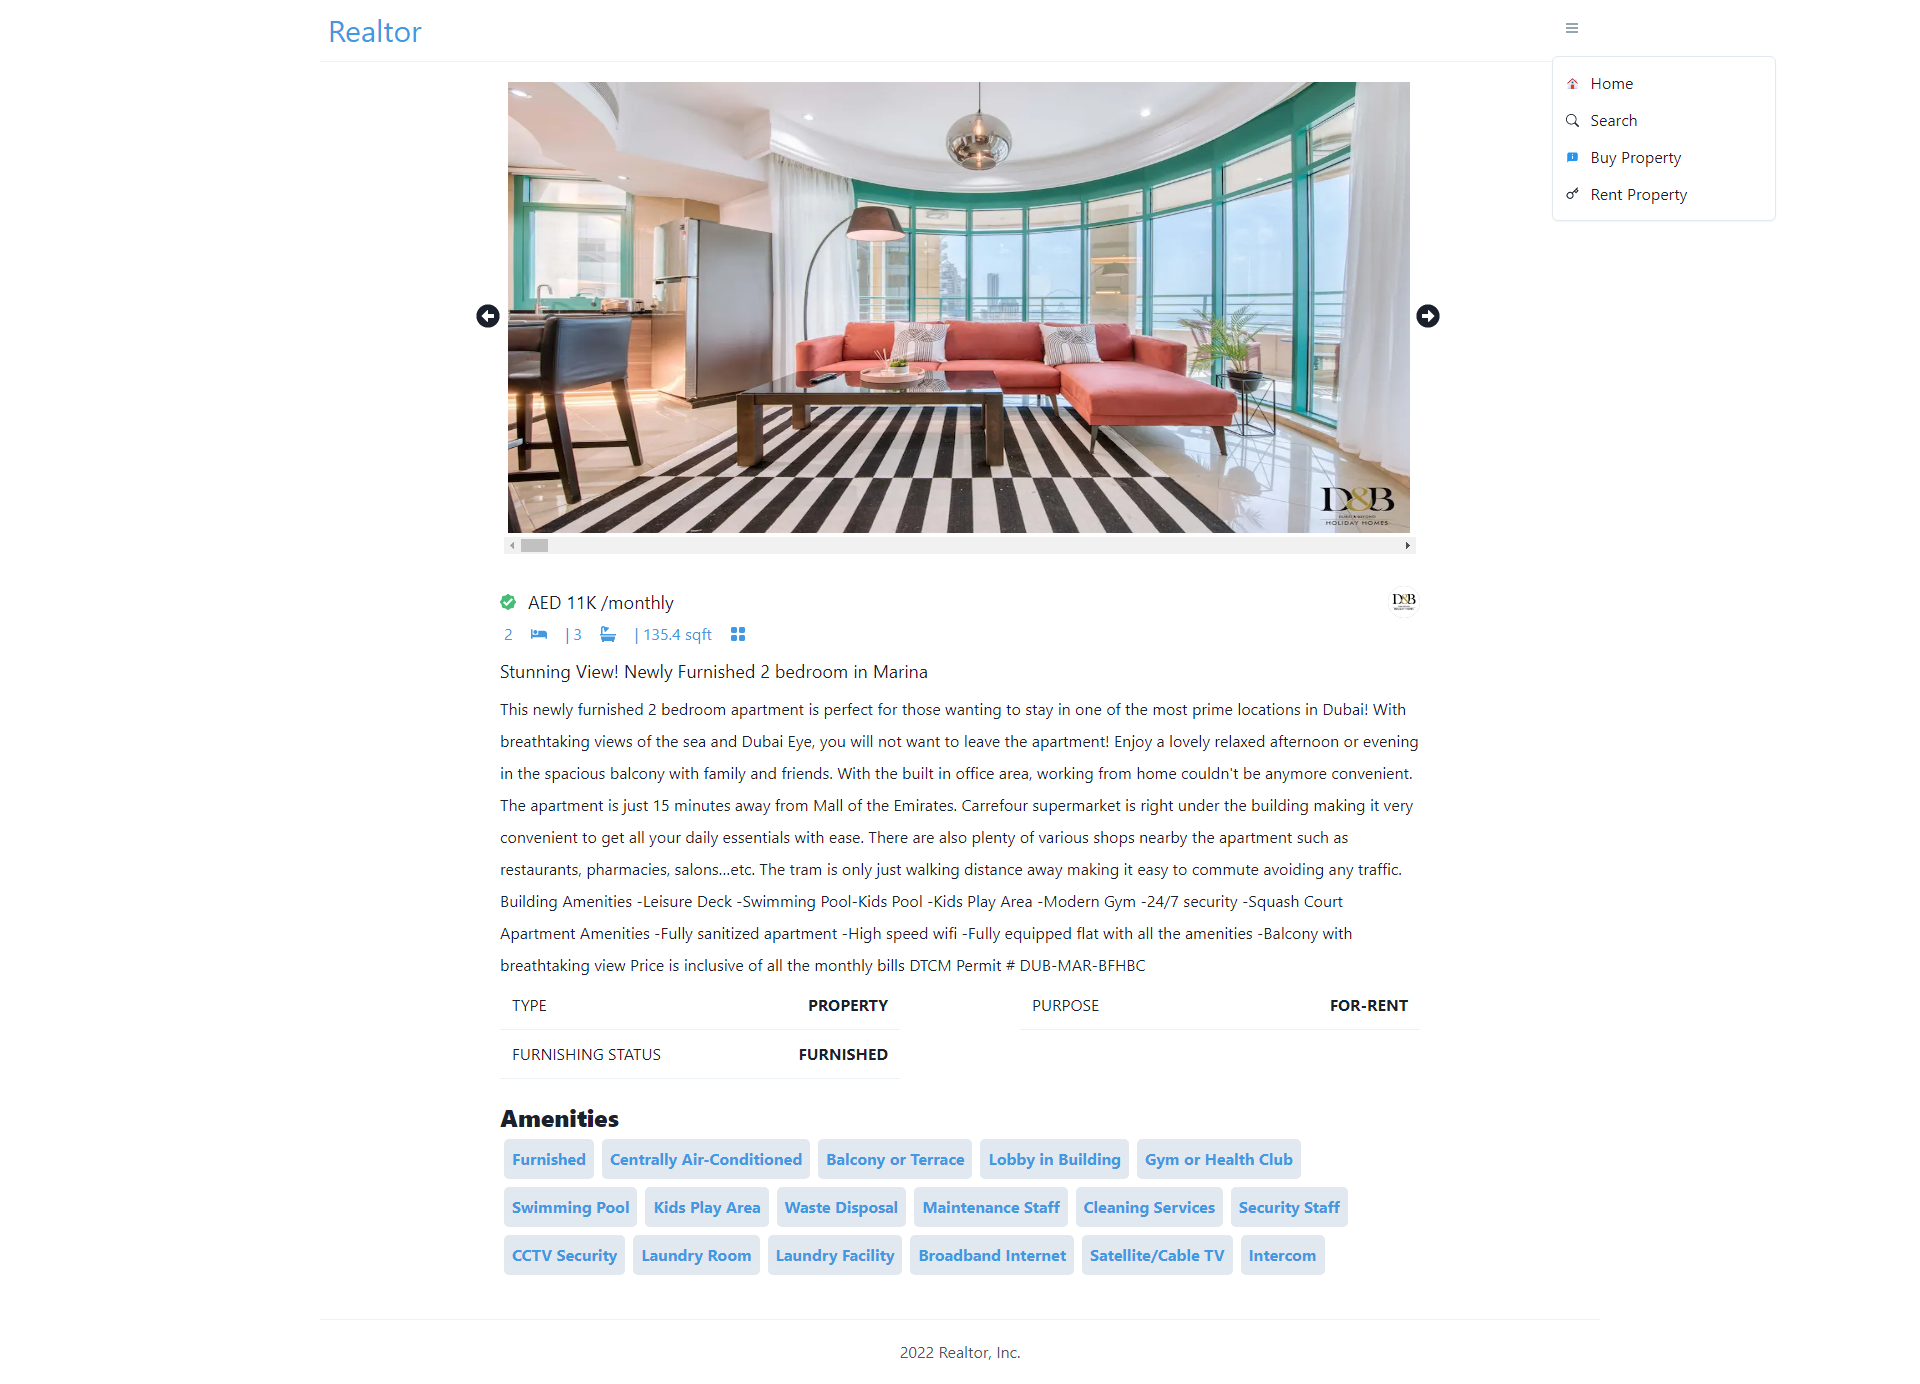 Realtor
Home
Search
Buy Property
Rent Property
D&B
HOLIDAY HOMES
AED 11K /monthly
D&B
2 | 3 | 135.4 sqft
Stunning View! Newly Furnished 2 bedroom in Marina
This newly furnished 2 bedroom apartment is perfect for those wanting to stay in one of the most prime locations in Dubai! With
breathtaking views of the sea and Dubai Eye, you will not want to leave the apartment! Enjoy a lovely relaxed afternoon or evening
in the spacious balcony with family and friends. With the built in office area, working from home couldn't be anymore convenient.
The apartment is just 15 minutes away from Mall of the Emirates. Carrefour supermarket is right under the building making it very
convenient to get all your daily essentials with ease. There are also plenty of various shops nearby the apartment such as
restaurants, pharmacies, salons...etc. The tram is only just walking distance away making it easy to commute avoiding any traffic.
Building Amenities -Leisure Deck -Swimming Pool-Kids Pool -Kids Play Area -Modern Gym -24/7 security -Squash Court
Apartment Amenities -Fully sanitized apartment -High speed wifi -Fully equipped flat with all the amenities -Balcony with
breathtaking view Price is inclusive of all the monthly bills DTCM Permit # DUB-MAR-BFHBC
TYPE PROPERTY PURPOSE FOR-RENT
FURNISHING STATUS FURNISHED
Amenities
Furnished Centrally Air-Conditioned Balcony or Terrace Lobby in Building Gym or Health Club
Swimming Pool Kids Play Area Waste Disposal Maintenance Staff Cleaning Services Security Staff
CCTV Security Laundry Room Laundry Facility Broadband Internet Satellite/Cable TV Intercom
2022 Realtor, Inc.